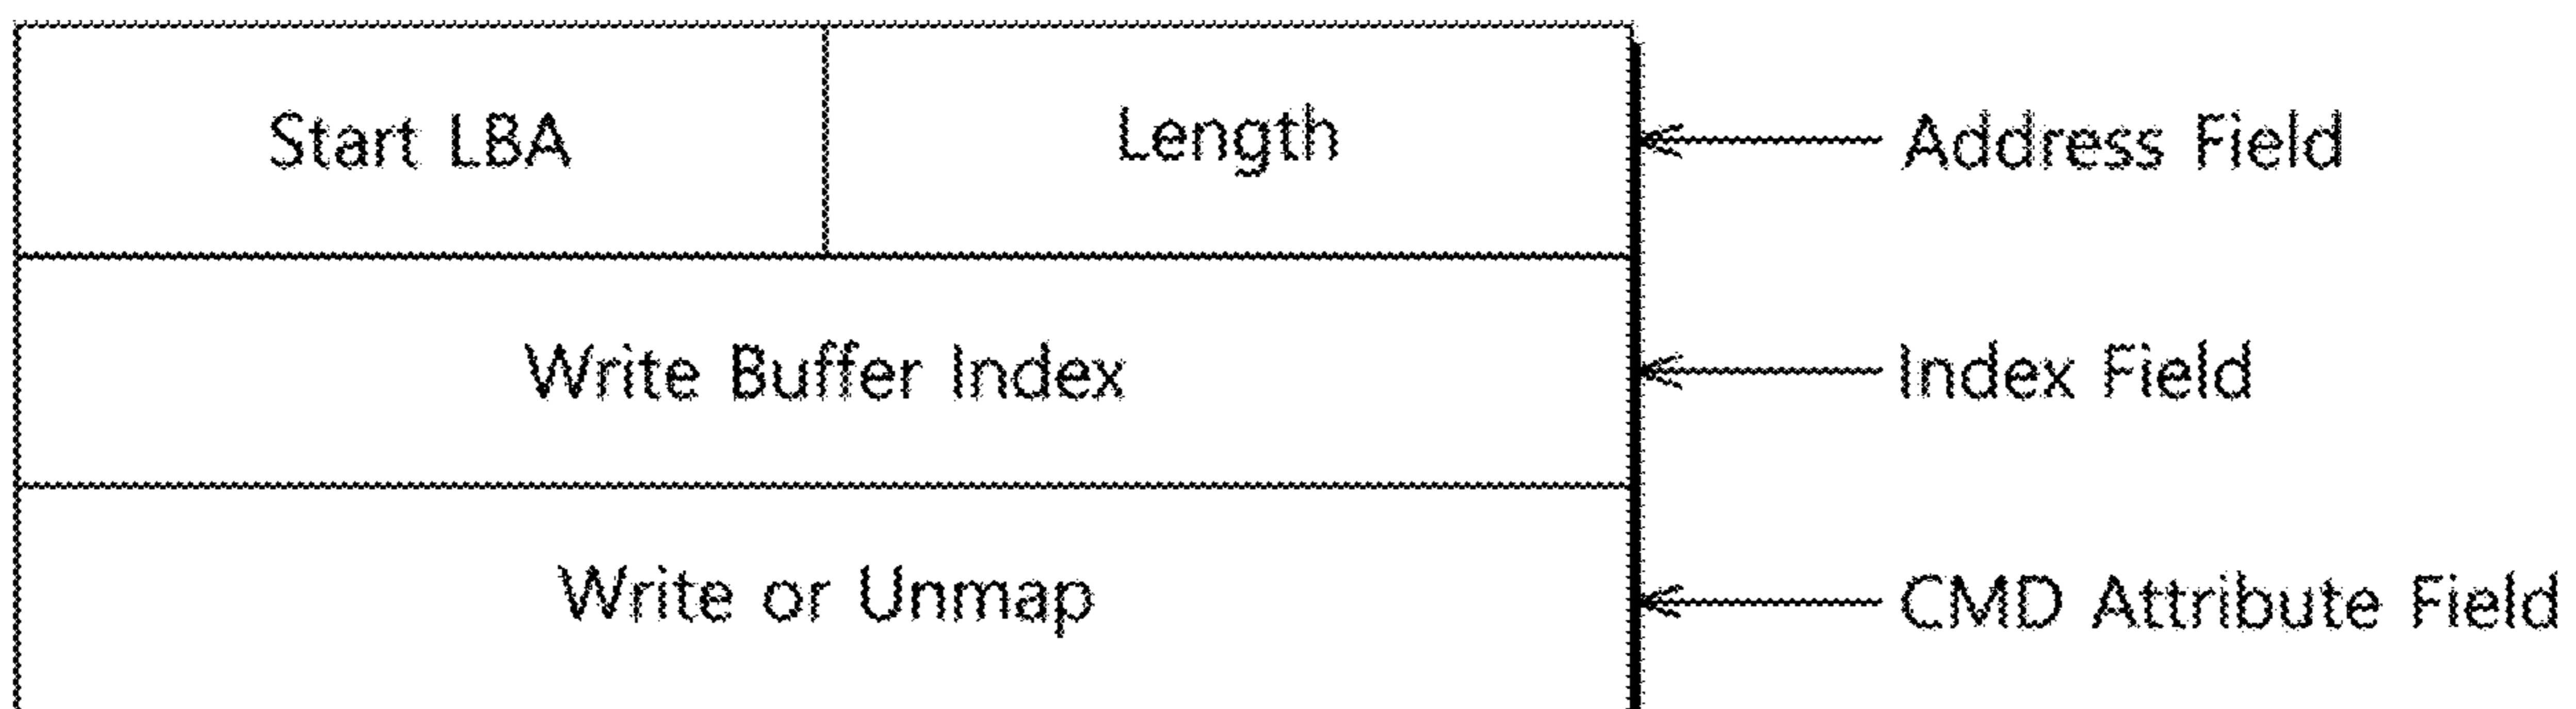 Start LBA Length Address Field
Write Buffer Index Index Field
Write or Unmap CMD Attribute Field